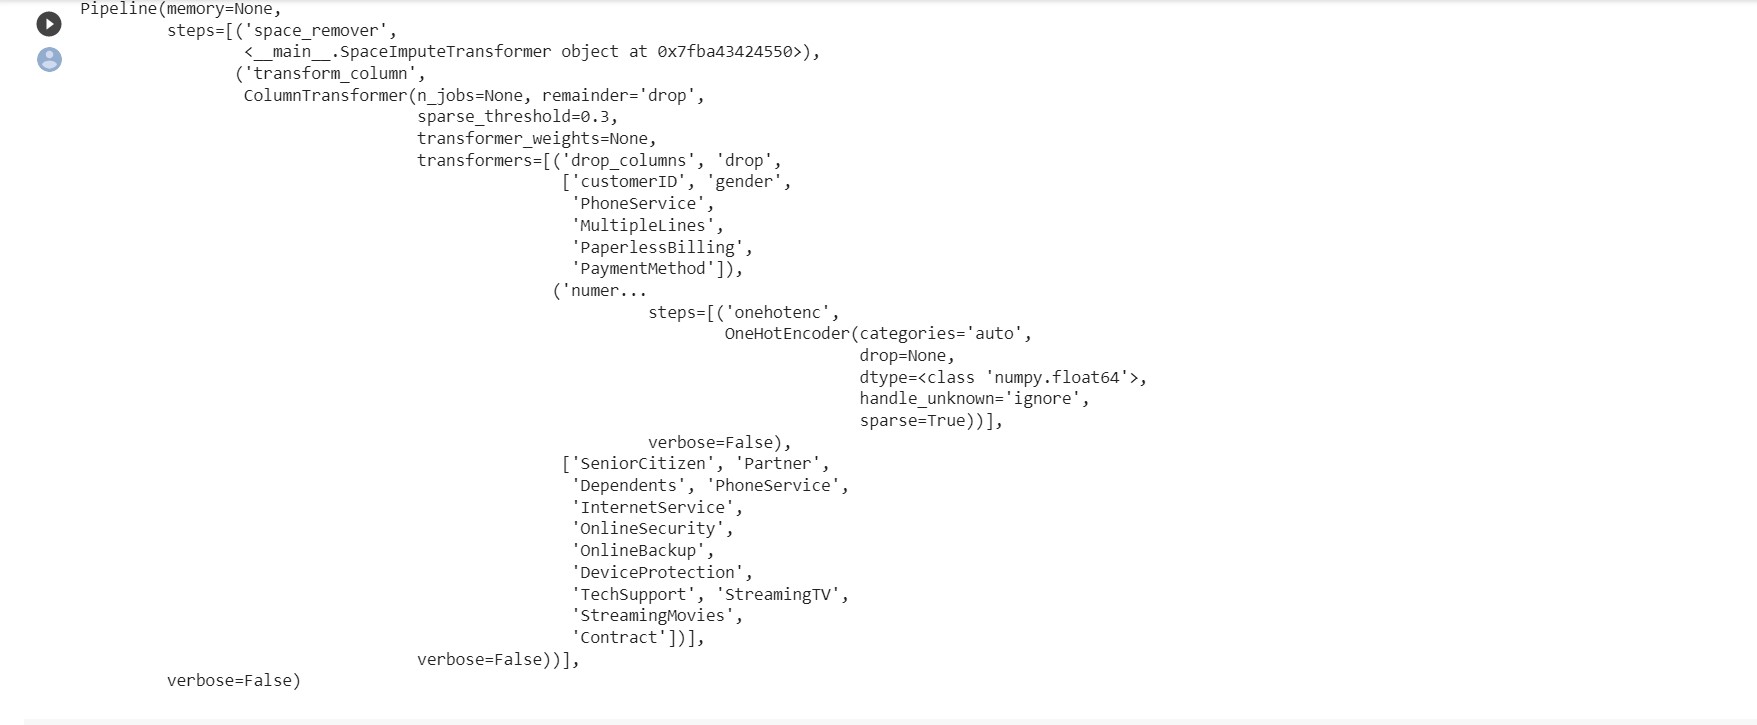 Pipeline(memory=None,
steps=[('space_remover',
<__main__.SpaceImputeTransformer object at 0x7fba43424550>),
('transform_column',
ColumnTransformer(n_jobs=None, remainder='drop',
sparse_threshold=0.3,
transformer_weights=None,
transformers=[('drop_columns', 'drop',
['customerID', 'gender',
'PhoneService',
'MultipleLines',
'PaperlessBilling',
'PaymentMethod']),
('numer...
steps=[('onehotenc',
OneHotEncoder(categories='auto',
drop=None,
dtype=<class 'numpy.float64'>,
handle_unknown='ignore',
sparse=True))],
verbose=False),
['SeniorCitizen', 'Partner',
'Dependents', 'PhoneService',
'InternetService',
'OnlineSecurity',
'OnlineBackup',
'DeviceProtection',
'TechSupport', 'StreamingTV',
'StreamingMovies',
'Contract'])],
verbose=False))],
verbose=False)